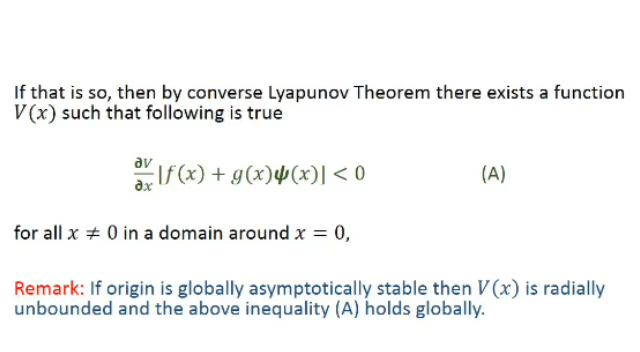 If that is so, then by converse Lyapunov Theorem there exists a function
V(x) such that following is true
∂V/∂x |f(x) + g(x)ψ(x)| < 0 (A)
for all x ≠ 0 in a domain around x = 0,
Remark: If origin is globally asymptotically stable then V(x) is radially
unbounded and the above inequality (A) holds globally.